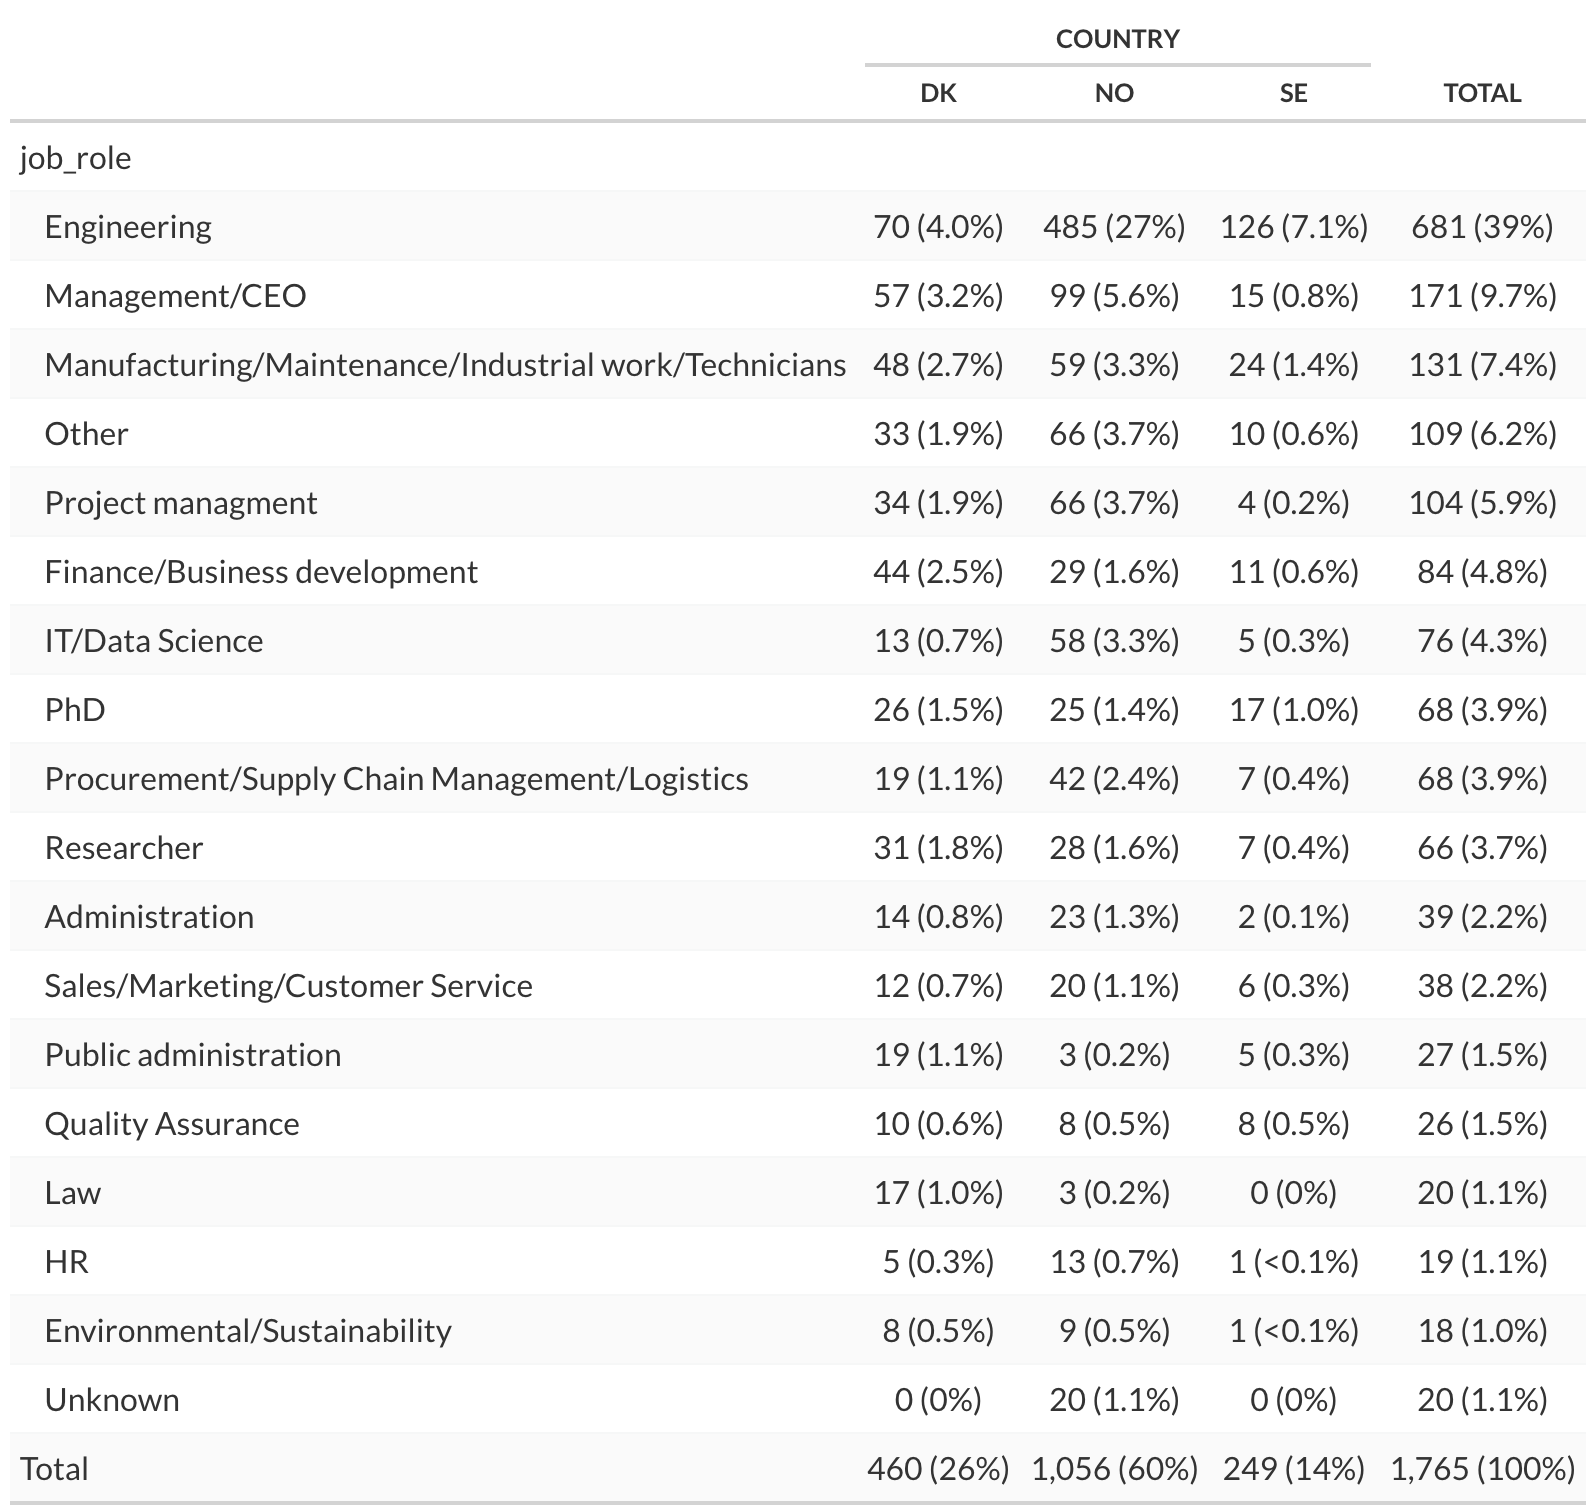 COUNTRY
DK NO SE TOTAL
job_role
Engineering 70 (4.0%) 485 (27%) 126 (7.1%) 681 (39%)
Management/CEO 57 (3.2%) 99 (5.6%) 15 (0.8%) 171 (9.7%)
Manufacturing/Maintenance/Industrial work/Technicians 48 (2.7%) 59 (3.3%) 24 (1.4%) 131 (7.4%)
Other 33 (1.9%) 66 (3.7%) 10 (0.6%) 109 (6.2%)
Project managment 34 (1.9%) 66 (3.7%) 4 (0.2%) 104 (5.9%)
Finance/Business development 44 (2.5%) 29 (1.6%) 11 (0.6%) 84 (4.8%)
IT/Data Science 13 (0.7%) 58 (3.3%) 5 (0.3%) 76 (4.3%)
PhD 26 (1.5%) 25 (1.4%) 17 (1.0%) 68 (3.9%)
Procurement/Supply Chain Management/Logistics 19 (1.1%) 42 (2.4%) 7 (0.4%) 68 (3.9%)
Researcher 31 (1.8%) 28 (1.6%) 7 (0.4%) 66 (3.7%)
Administration 14 (0.8%) 23 (1.3%) 2 (0.1%) 39 (2.2%)
Sales/Marketing/Customer Service 12 (0.7%) 20 (1.1%) 6 (0.3%) 38 (2.2%)
Public administration 19 (1.1%) 3 (0.2%) 5 (0.3%) 27 (1.5%)
Quality Assurance 10 (0.6%) 8 (0.5%) 8 (0.5%) 26 (1.5%)
Law 17 (1.0%) 3 (0.2%) 0 (0%) 20 (1.1%)
HR 5 (0.3%) 13 (0.7%) 1 (<0.1%) 19 (1.1%)
Environmental/Sustainability 8 (0.5%) 9 (0.5%) 1 (<0.1%) 18 (1.0%)
Unknown 0 (0%) 20 (1.1%) 0 (0%) 20 (1.1%)
Total 460 (26%) 1,056 (60%) 249 (14%) 1,765 (100%)